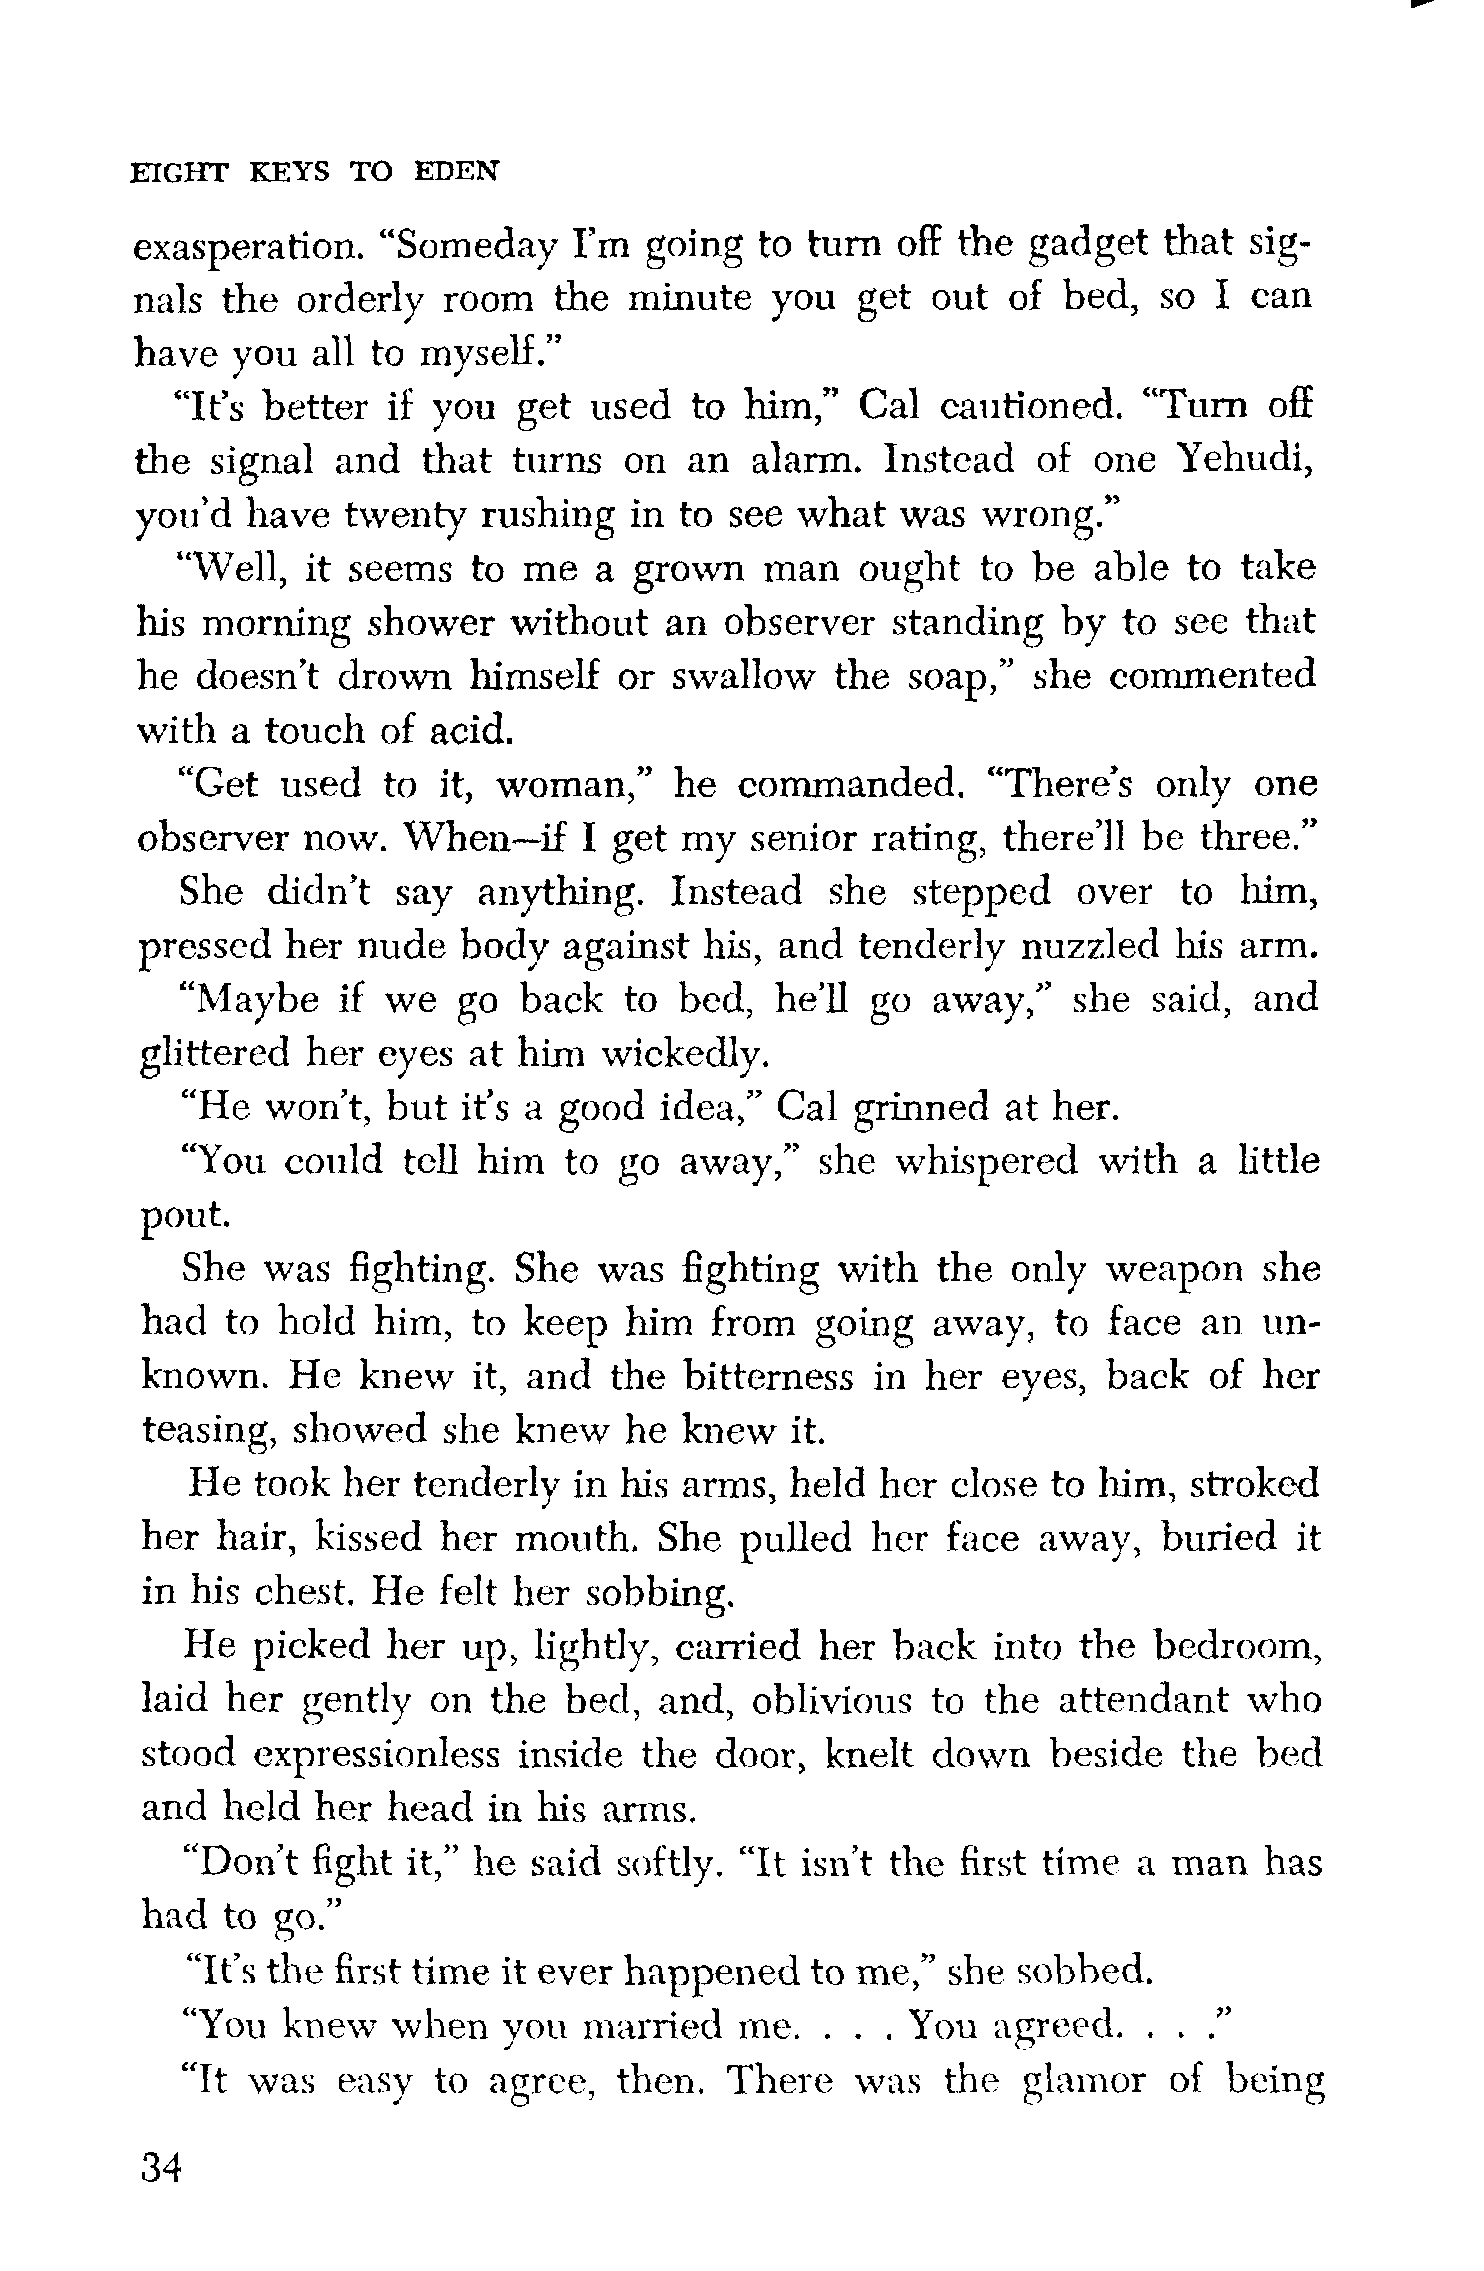 EIGHT KEYS TO EDEN
exasperation. “Someday I’m going to turn off the gadget that sig-
nals the orderly room the minute you get out of bed, so I can
have you all to myself.”
“It’s better if you get used to him,” Cal cautioned. “Turn off
the signal and that turns on an alarm. Instead of one Yehudi,
you’d have twenty rushing in to see what was wrong.”
“Well, it seems to me a grown man ought to be able to take
his morning shower without an observer standing by to see that
he doesn’t drown himself or swallow the soap,” she commented
with a touch of acid.
“Get used to it, woman,” he commanded. “There’s only one
observer now. When—if I get my senior rating, there’ll be three.”
She didn’t say anything. Instead she stepped over to him,
pressed her nude body against his, and tenderly nuzzled his arm.
“Maybe if we go back to bed, he’ll go away,” she said, and
glittered her eyes at him wickedly.
“He won’t, but it’s a good idea,” Cal grinned at her.
“You could tell him to go away,” she whispered with a little
pout.
She was fighting. She was fighting with the only weapon she
had to hold him, to keep him from going away, to face an un-
known. He knew it, and the bitterness in her eyes, back of her
teasing, showed she knew he knew it.
He took her tenderly in his arms, held her close to him, stroked
her hair, kissed her mouth. She pulled her face away, buried it
in his chest. He felt her sobbing.
He picked her up, lightly, carried her back into the bedroom,
laid her gently on the bed, and, oblivious to the attendant who
stood expressionless inside the door, knelt down beside the bed
and held her head in his arms.
“Don’t fight it,” he said softly. “It isn’t the first time a man has
had to go.”
“It’s the first time it ever happened to me,” she sobbed.
“You knew when you married me. . . . You agreed. . . .”
“It was easy to agree, then. There was the glamor of being
34